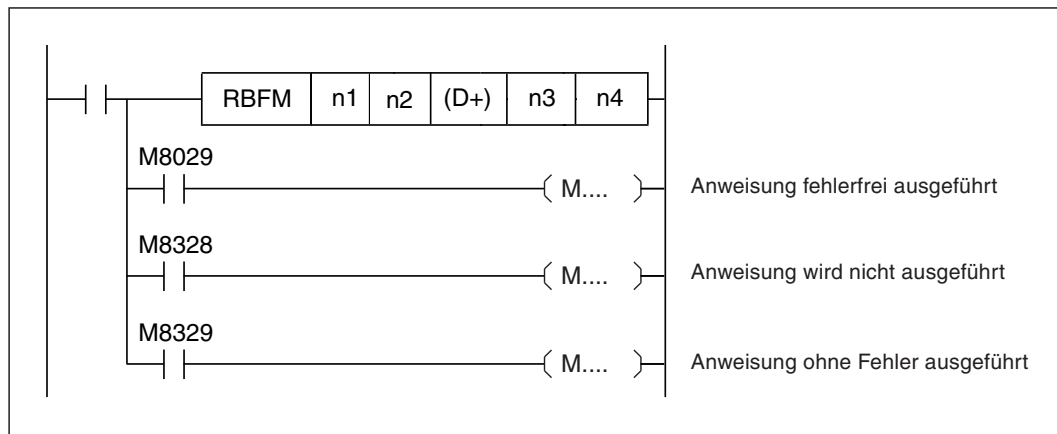 RBFM n1 n2 (D+) n3 n4
M8029
M.... Anweisung fehlerfrei ausgeführt
M8328
M.... Anweisung wird nicht ausgeführt
M8329
M.... Anweisung ohne Fehler ausgeführt